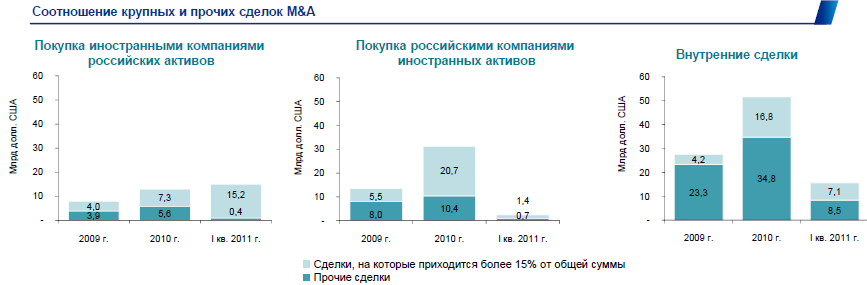 Соотношение крупных и прочих сделок M&A
Покупка иностранными компаниями
российских активов
Млрд долл. США
60
50
40
30
20
10
-
4,0
3,9
7,3
5,6
15,2
0,4
2009 г.
2010 г.
I кв. 2011 г.
Покупка российскими компаниями
иностранных активов
Млрд долл. США
60
50
40
30
20
10
-
5,5
8,0
20,7
10,4
1,4
0,7
2009 г.
2010 г.
I кв. 2011 г.
Внутренние сделки
Млрд долл. США
60
50
40
30
20
10
-
4,2
23,3
16,8
34,8
7,1
8,5
2009 г.
2010 г.
I кв. 2011 г.
Сделки, на которые приходится более 15% от общей суммы
Прочие сделки